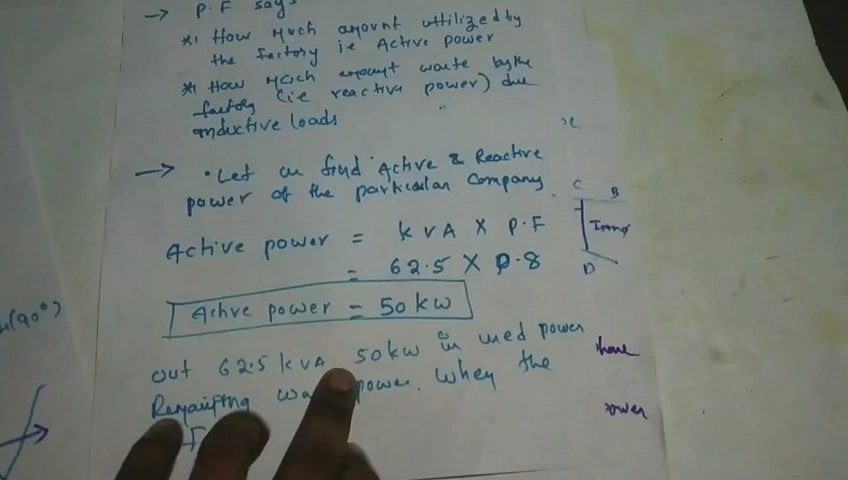 → P.F says
*1 How Much amount utilized by
the factory ie Active power
*1 How Much amount waste by the
factory (ie reactive power) due
inductive loads
→ • Let us find Active & Reactive
power of the particular Company.
Active power = kVA X P.F
= 62.5 X 0.8
Active power = 50 kw
out 62.5 kVA 50kw is used power
Remaining power. When the
C B
D
(90°)